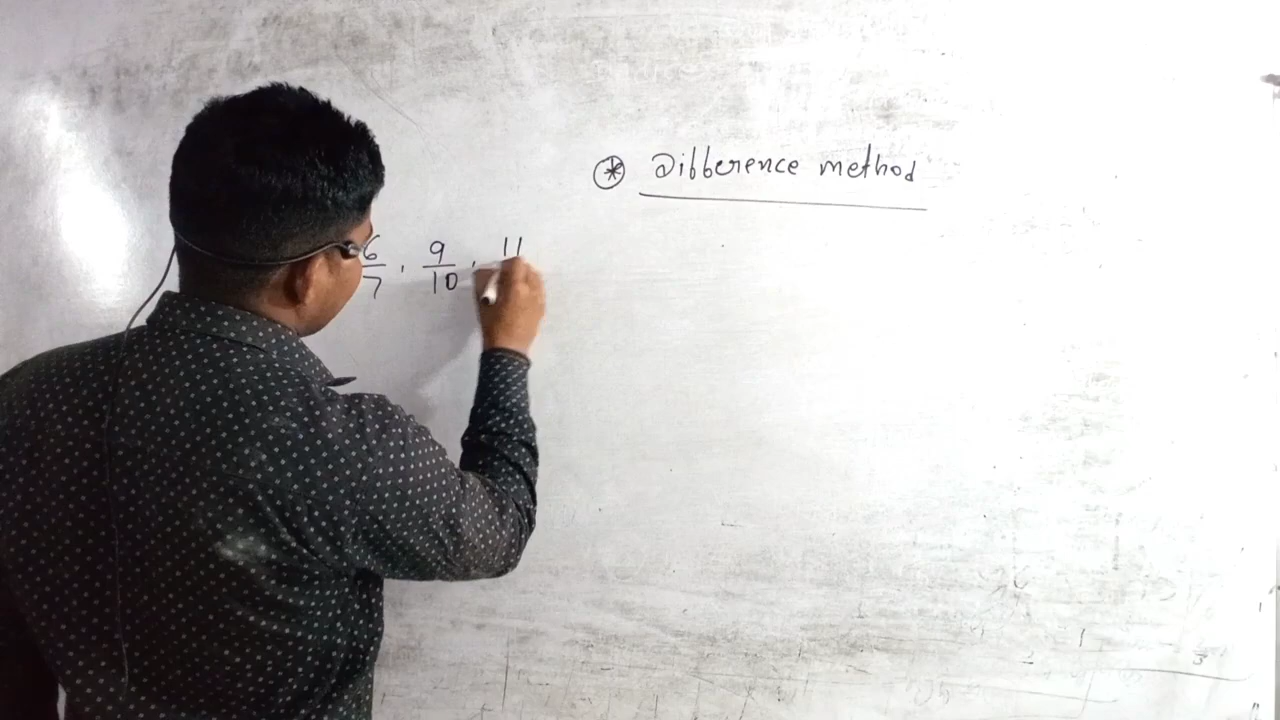 * Difference method
6/7, 9/10, 11